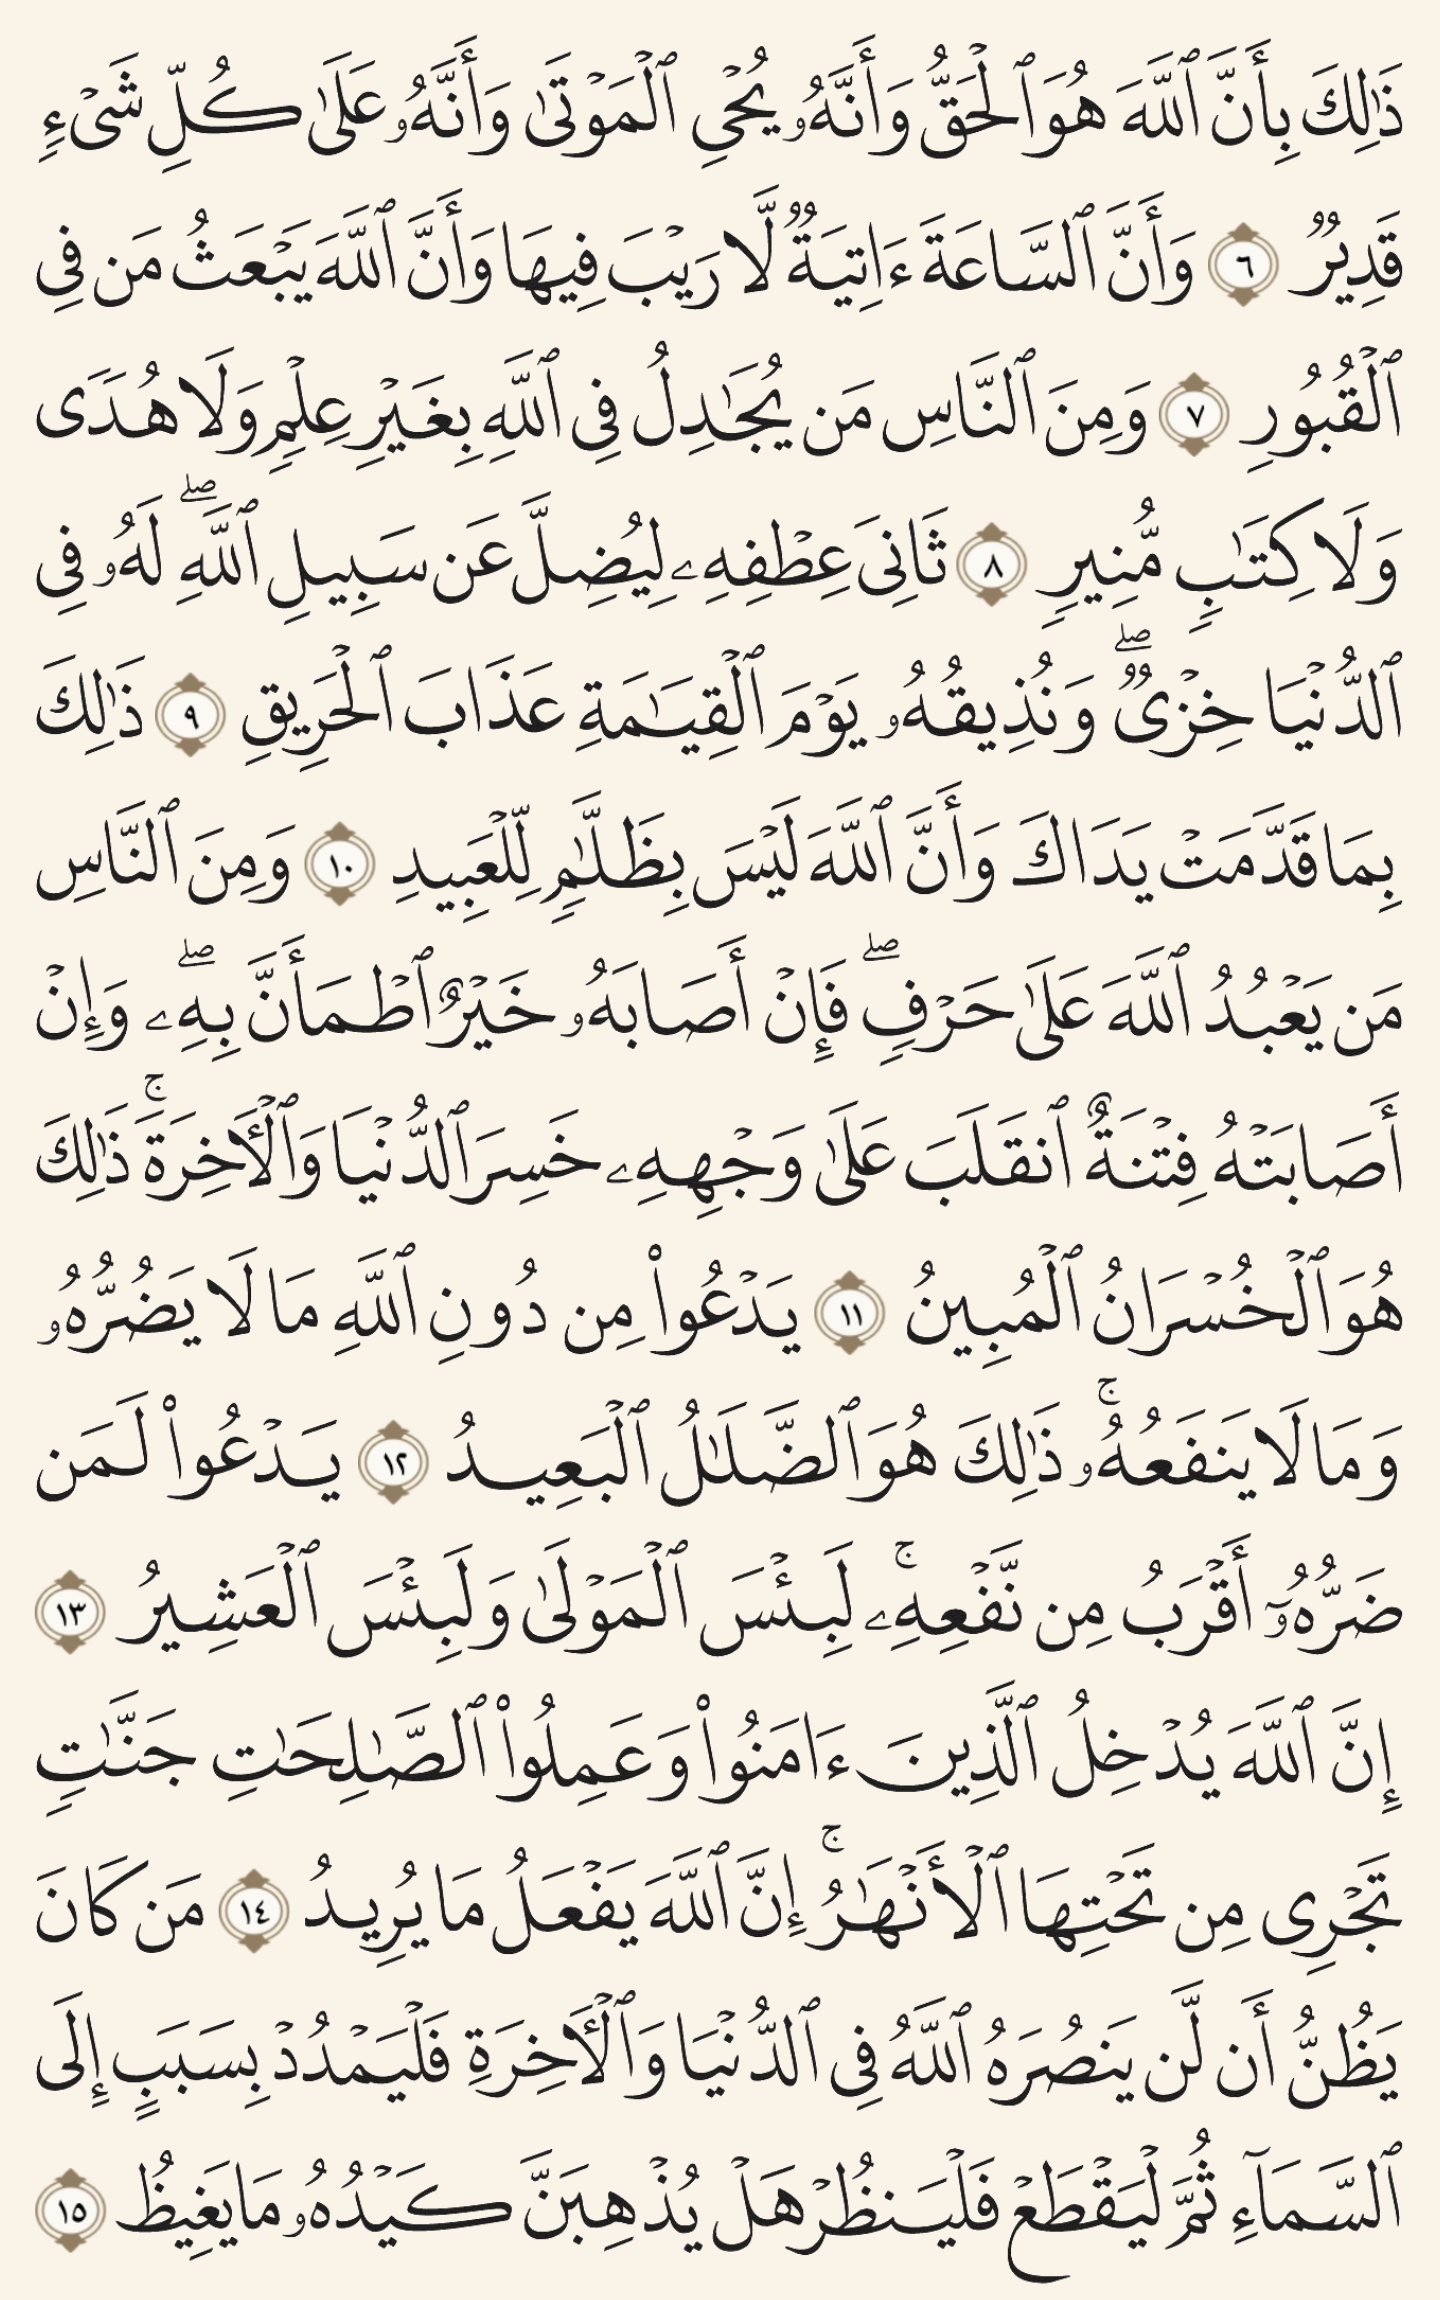 ذَٰلِكَ بِأَنَّ ٱللَّهَ هُوَ ٱلْحَقُّ وَأَنَّهُۥ يُحْىِ ٱلْمَوْتَىٰ وَأَنَّهُۥ عَلَىٰ كُلِّ شَىْءٍ
قَدِيرٌ ٦ وَأَنَّ ٱلسَّاعَةَ ءَاتِيَةٌ لَّا رَيْبَ فِيهَا وَأَنَّ ٱللَّهَ يَبْعَثُ مَن فِى
ٱلْقُبُورِ ٧ وَمِنَ ٱلنَّاسِ مَن يُجَـٰدِلُ فِى ٱللَّهِ بِغَيْرِ عِلْمٍ وَلَا هُدًى
وَلَا كِتَـٰبٍ مُّنِيرٍ ٨ ثَانِىَ عِطْفِهِۦ لِيُضِلَّ عَن سَبِيلِ ٱللَّهِ ۖ لَهُۥ فِى
ٱلدُّنْيَا خِزْىٌ ۖ وَنُذِيقُهُۥ يَوْمَ ٱلْقِيَـٰمَةِ عَذَابَ ٱلْحَرِيقِ ٩ ذَٰلِكَ
بِمَا قَدَّمَتْ يَدَاكَ وَأَنَّ ٱللَّهَ لَيْسَ بِظَلَّـٰمٍ لِّلْعَبِيدِ ١٠ وَمِنَ ٱلنَّاسِ
مَن يَعْبُدُ ٱللَّهَ عَلَىٰ حَرْفٍ ۖ فَإِنْ أَصَابَهُۥ خَيْرٌ ٱطْمَأَنَّ بِهِۦ ۖ وَإِنْ
أَصَابَتْهُ فِتْنَةٌ ٱنقَلَبَ عَلَىٰ وَجْهِهِۦ خَسِرَ ٱلدُّنْيَا وَٱلْـَٔاخِرَةَ ۚ ذَٰلِكَ
هُوَ ٱلْخُسْرَانُ ٱلْمُبِينُ ١١ يَدْعُوا۟ مِن دُونِ ٱللَّهِ مَا لَا يَضُرُّهُۥ
وَمَا لَا يَنفَعُهُۥ ۚ ذَٰلِكَ هُوَ ٱلضَّلَـٰلُ ٱلْبَعِيدُ ١٢ يَدْعُوا۟ لَمَن
ضَرُّهُۥٓ أَقْرَبُ مِن نَّفْعِهِۦ ۚ لَبِئْسَ ٱلْمَوْلَىٰ وَلَبِئْسَ ٱلْعَشِيرُ ١٣
إِنَّ ٱللَّهَ يُدْخِلُ ٱلَّذِينَ ءَامَنُوا۟ وَعَمِلُوا۟ ٱلصَّـٰلِحَـٰتِ جَنَّـٰتٍ
تَجْرِى مِن تَحْتِهَا ٱلْأَنْهَـٰرُ ۚ إِنَّ ٱللَّهَ يَفْعَلُ مَا يُرِيدُ ١٤ مَن كَانَ
يَظُنُّ أَن لَّن يَنصُرَهُ ٱللَّهُ فِى ٱلدُّنْيَا وَٱلْـَٔاخِرَةِ فَلْيَمْدُدْ بِسَبَبٍ إِلَى
ٱلسَّمَآءِ ثُمَّ لْيَقْطَعْ فَلْيَنظُرْ هَلْ يُذْهِبَنَّ كَيْدُهُۥ مَا يَغِيظُ ١٥